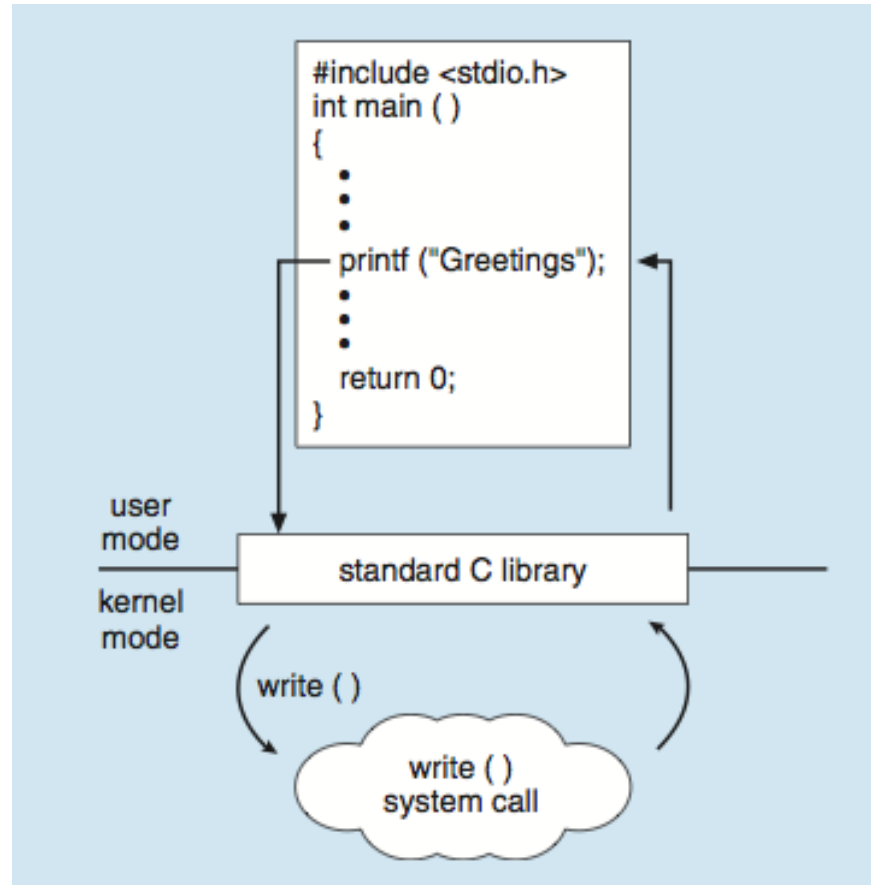 #include <stdio.h>
int main ( )
{
•
•
•
printf ("Greetings");
•
•
•
return 0;
}
user
mode
standard C library
kernel
mode
write ( )
write ( )
system call